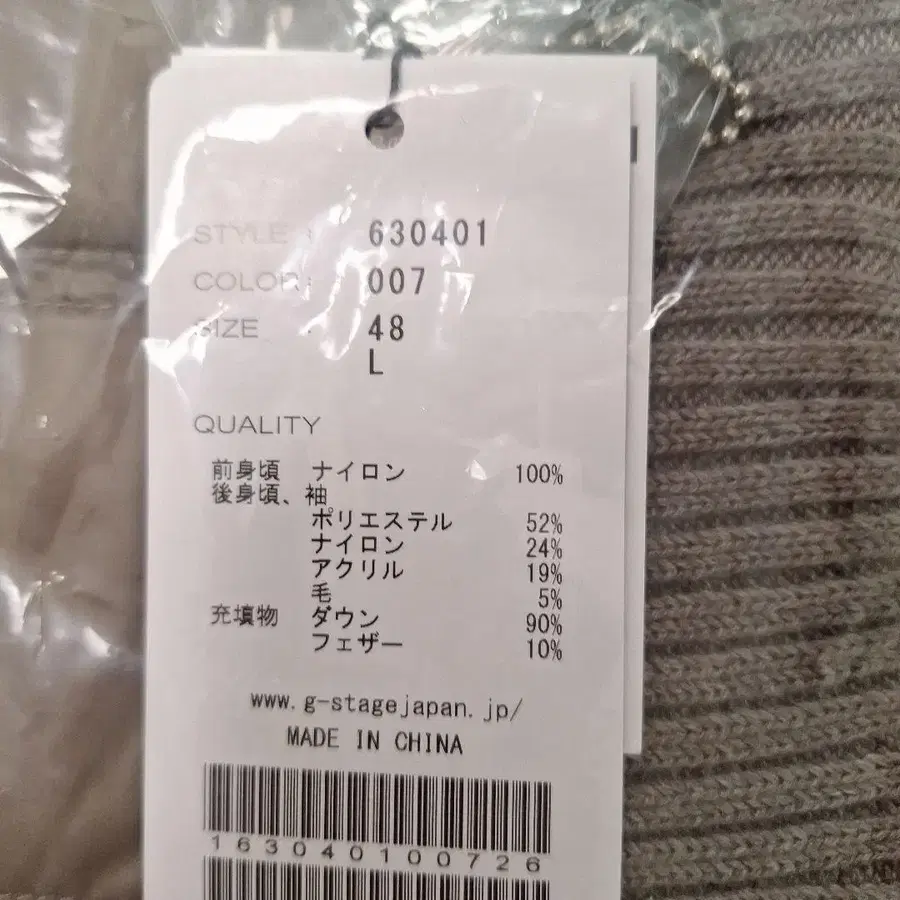 STYLE : 630401
COLOR : 007
SIZE : 48
L
QUALITY
前身頃 ナイロン 100%
後身頃、袖
ポリエステル 52%
ナイロン 24%
アクリル 19%
毛 5%
充填物 ダウン 90%
フェザー 10%
www.g-stagejapan.jp/
MADE IN CHINA
163040100726